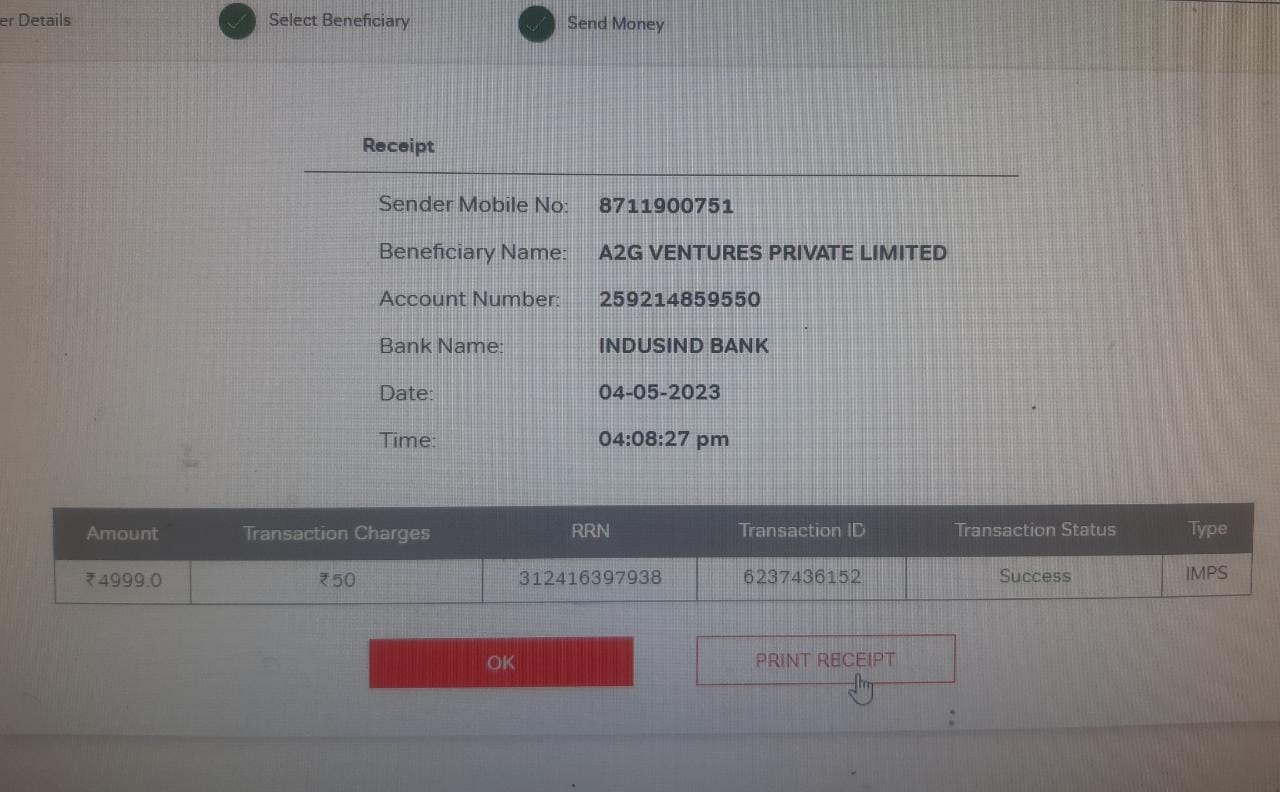 er Details
Select Beneficiary
Send Money
Receipt
Sender Mobile No: 8711900751
Beneficiary Name: A2G VENTURES PRIVATE LIMITED
Account Number: 259214859550
Bank Name: INDUSIND BANK
Date: 04-05-2023
Time: 04:08:27 pm
Amount Transaction Charges RRN Transaction ID Transaction Status Type
₹4999.0 ₹50 312416397938 6237436152 Success IMPS
OK PRINT RECEIPT